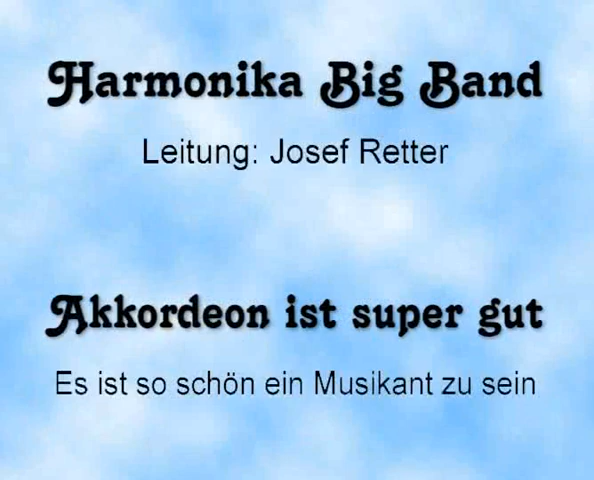 Harmonika Big Band
Leitung: Josef Retter
Akkordeon ist super gut
Es ist so schön ein Musikant zu sein